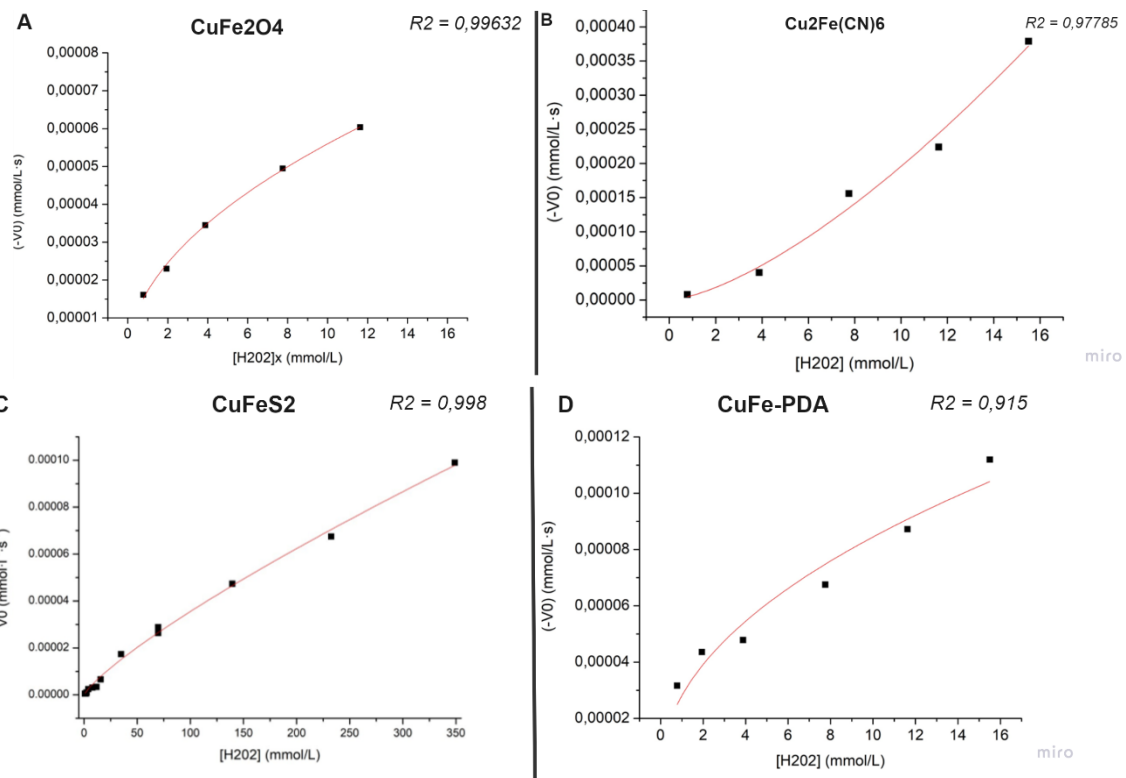 A
CuFe2O4
R2 = 0,99632
0,00008
0,00007
0,00006
0,00005
0,00004
0,00003
0,00002
0,00001
(-V0) (mmol/L·s)
0 2 4 6 8 10 12 14 16
[H202]x (mmol/L)
B
Cu2Fe(CN)6
R2 = 0,97785
0,00040
0,00035
0,00030
0,00025
0,00020
0,00015
0,00010
0,00005
0,00000
(-V0) (mmol/L·s)
0 2 4 6 8 10 12 14 16
[H202] (mmol/L)
miro
C
CuFeS2
R2 = 0,998
0.00010
0.00008
0.00006
0.00004
0.00002
0.00000
0 50 100 150 200 250 300 350
[H202] (mmol/L)
D
CuFe-PDA
R2 = 0,915
0,00012
0,00010
0,00008
0,00006
0,00004
0,00002
(-V0) (mmol/L·s)
0 2 4 6 8 10 12 14 16
[H202] (mmol/L)
miro